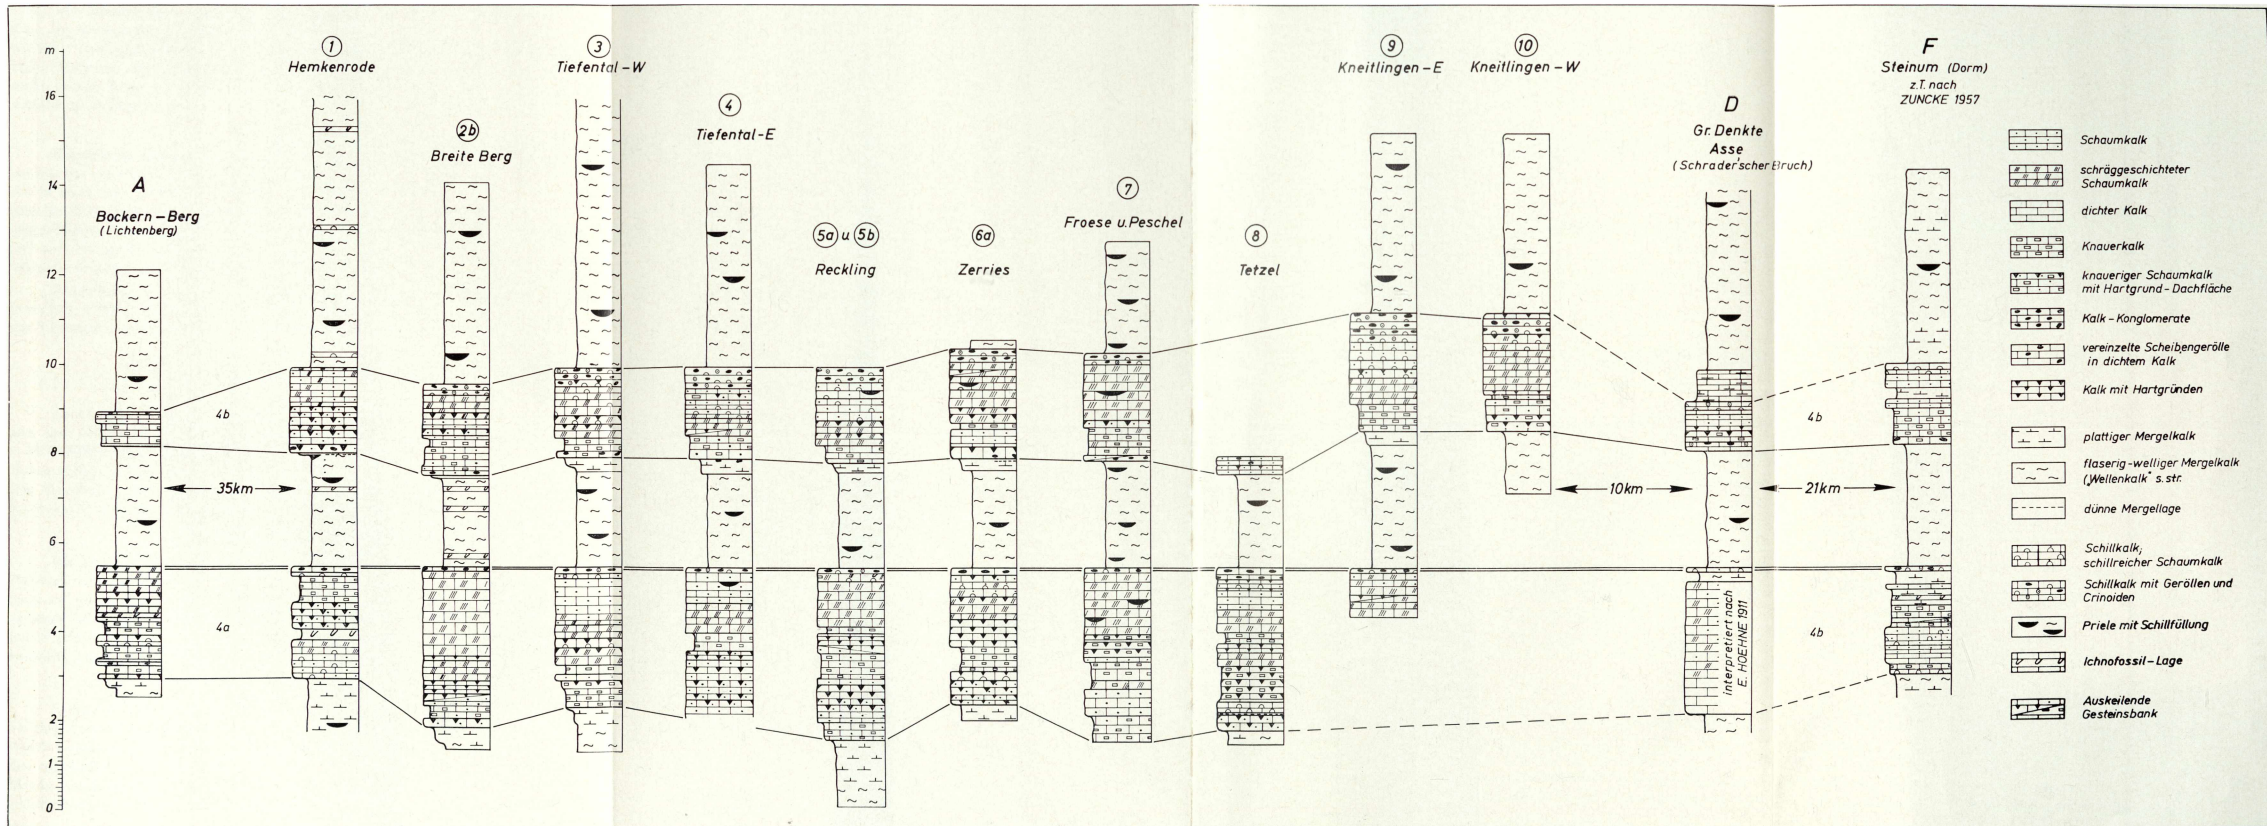 m
16
14
12
10
8
6
4
2
1
0
A
Bockern – Berg
(Lichtenberg)
1
Hemkenrode
2b
Breite Berg
3
Tiefental – W
4
Tiefental – E
5a u. 5b
Reckling
6a
Zerries
7
Froese u. Peschel
8
Tetzel
9
Kneitlingen – E
10
Kneitlingen – W
D
Gr. Denkte
Asse
(Schrader'scher Bruch)
F
Steinum (Dorm)
z.T. nach
ZUNCKE 1957
4b
4a
35km
10km
21km
4b
4b
interpretiert nach
E. HOEHNE 1911
Schaumkalk
schräggeschichteter
Schaumkalk
dichter Kalk
Knauerkalk
knaueriger Schaumkalk
mit Hartgrund – Dachfläche
Kalk – Konglomerate
vereinzelte Scheibengerölle
in dichtem Kalk
Kalk mit Hartgründen
plattiger Mergelkalk
flaserig – welliger Mergelkalk
(„Wellenkalk" s. str.
dünne Mergellage
Schillkalk;
schillreicher Schaumkalk
Schillkalk mit Geröllen und
Crinoiden
Priele mit Schillfüllung
Ichnofossil – Lage
Auskeilende
Gesteinsbank